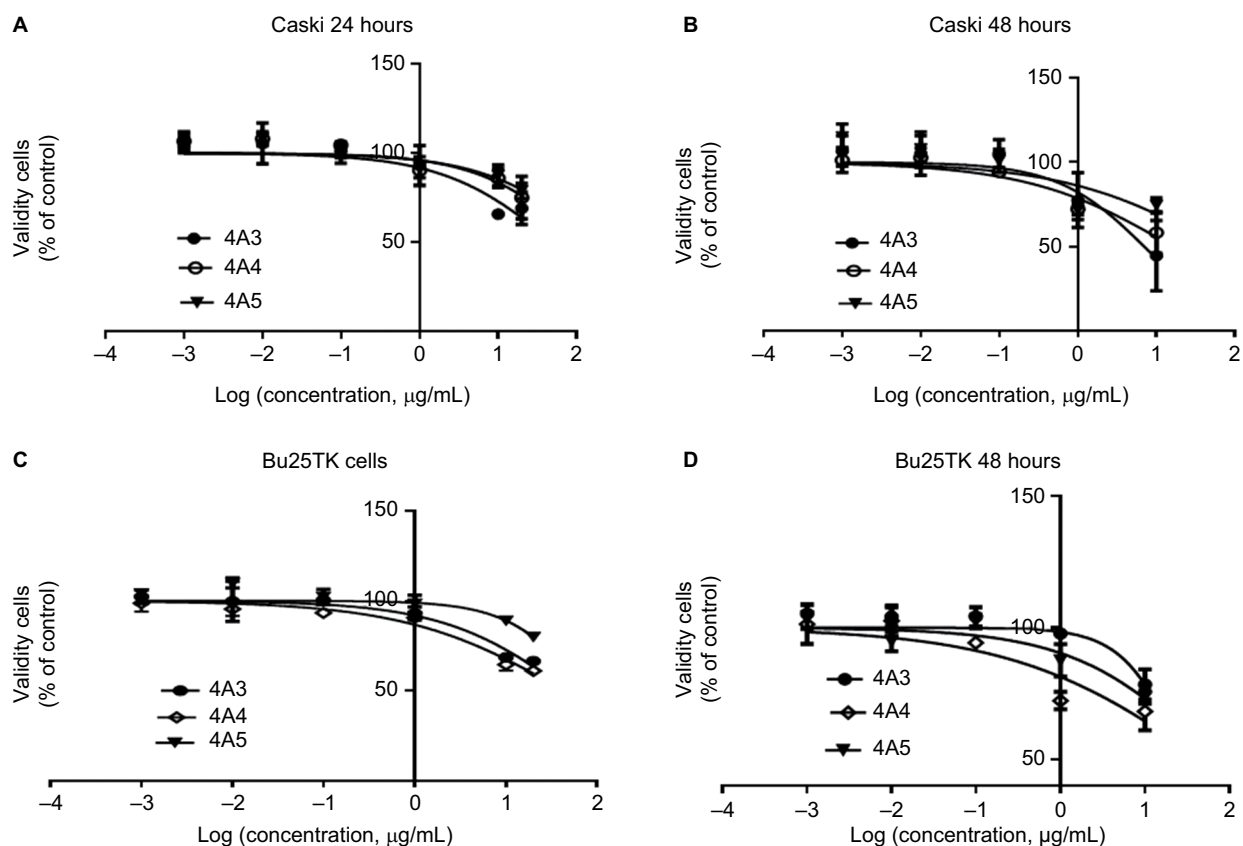 A
Caski 24 hours
150
100
50
Validity cells
(% of control)
4A3
4A4
4A5
–4
–3
–2
–1
0
1
2
Log (concentration, µg/mL)
B
Caski 48 hours
150
100
50
Validity cells
(% of control)
4A3
4A4
4A5
–4
–3
–2
–1
0
1
2
Log (concentration, µg/mL)
C
Bu25TK cells
150
100
50
Validity cells
(% of control)
4A3
4A4
4A5
–4
–3
–2
–1
0
1
2
Log (concentration, µg/mL)
D
Bu25TK 48 hours
150
100
50
Validity cells
(% of control)
4A3
4A4
4A5
–4
–3
–2
–1
0
1
2
Log (concentration, µg/mL)